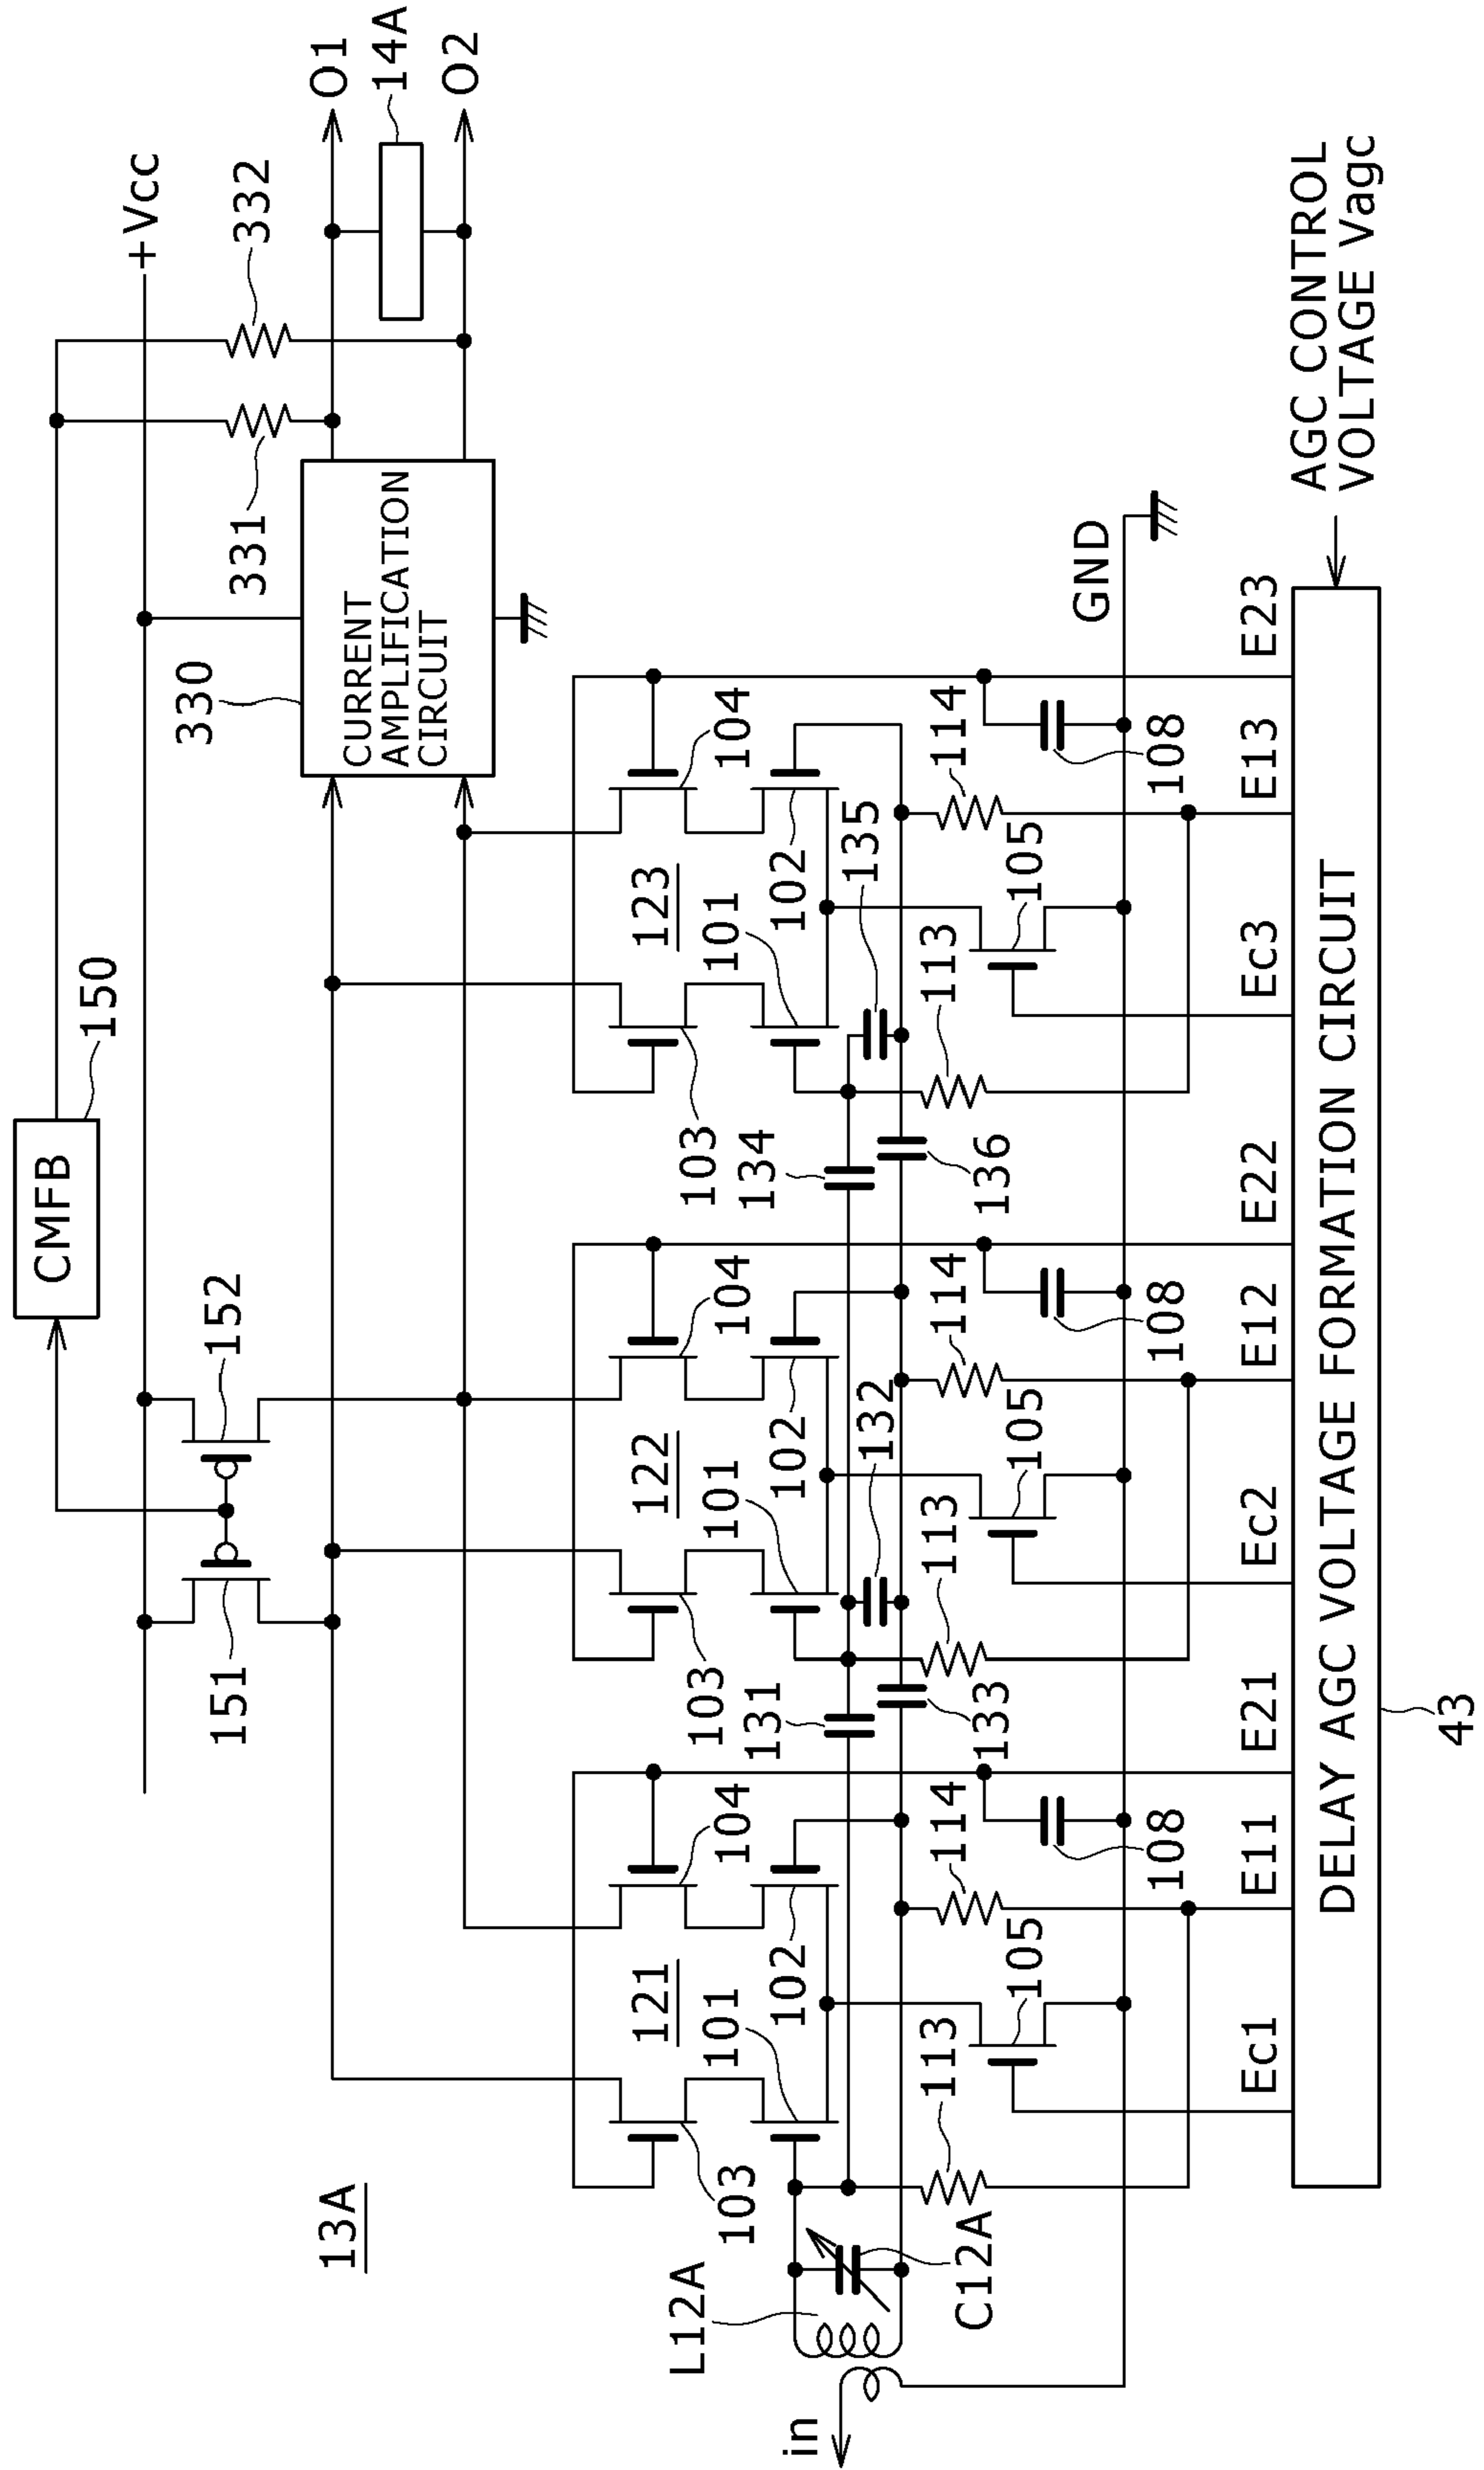 13A
CMFB
150
+Vcc
151
152
330
331
332
CURRENT
AMPLIFICATION
CIRCUIT
O1
14A
O2
121
103
104
101
102
122
103
104
101
102
123
103
104
101
102
131
133
132
134
136
135
in
L12A
C12A
113
105
114
108
113
105
114
108
113
105
114
108
GND
Ec1
E11
E21
Ec2
E12
E22
Ec3
E13
E23
DELAY AGC VOLTAGE FORMATION CIRCUIT
43
AGC CONTROL
VOLTAGE Vagc